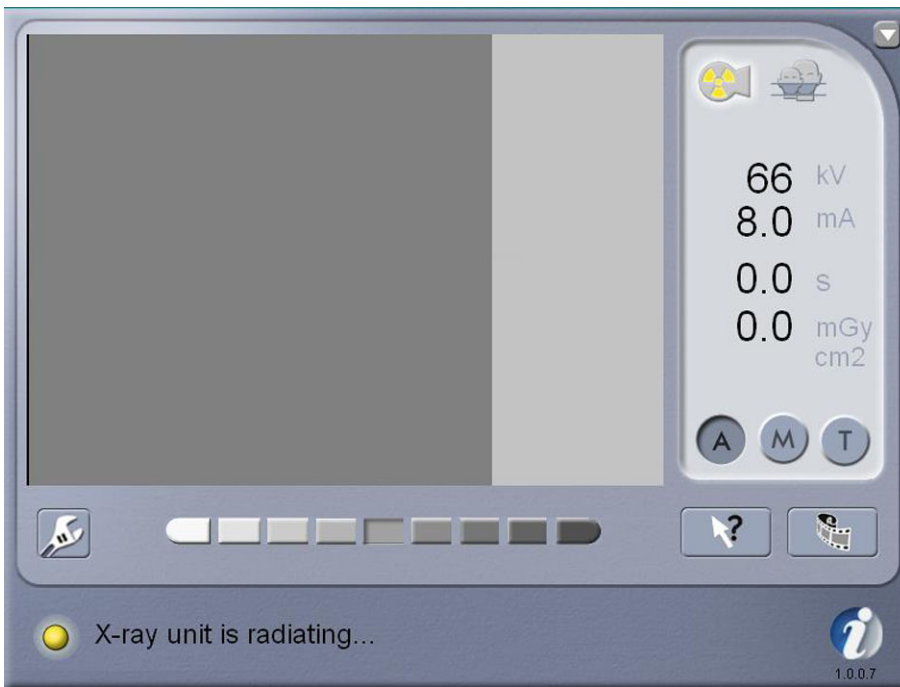 66 kV
8.0 mA
0.0 s
0.0 mGy
cm2
A M T
?
X-ray unit is radiating...
i
1.0.0.7